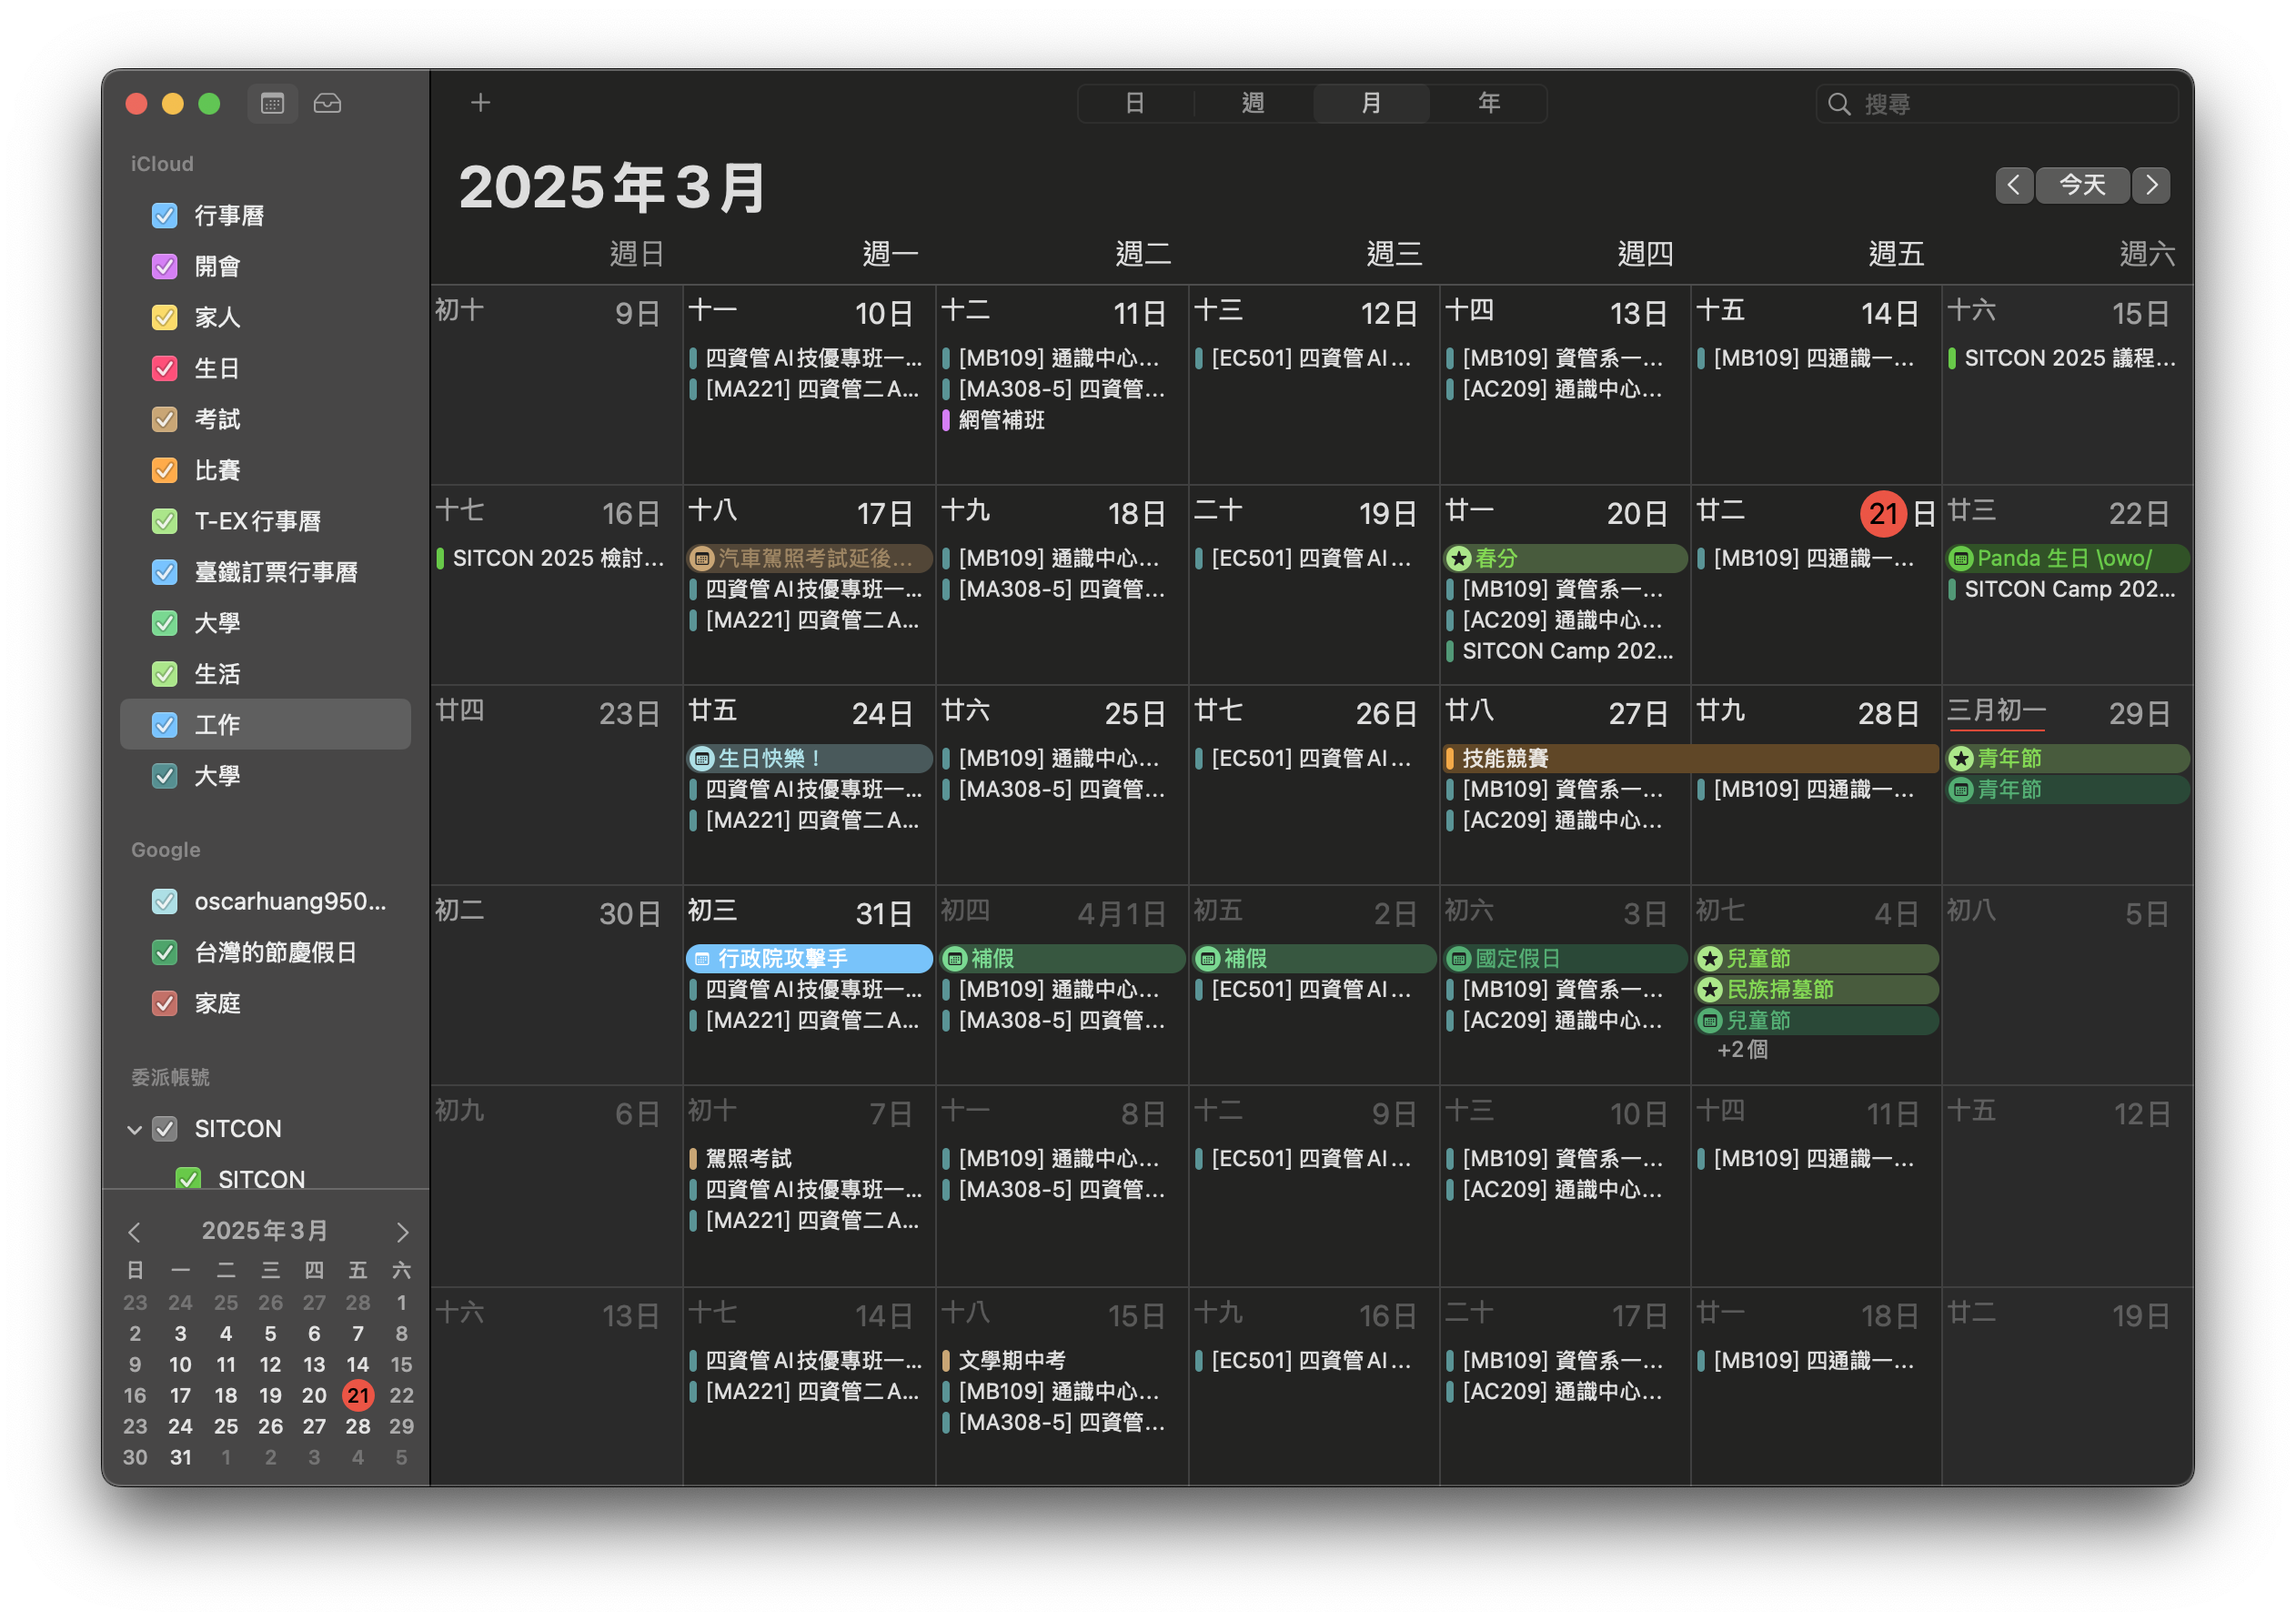 iCloud
行事曆
開會
家人
生日
考試
比賽
T-EX行事曆
臺鐵訂票行事曆
大學
生活
工作
大學
Google
oscarhuang950...
台灣的節慶假日
家庭
委派帳號
SITCON
SITCON
2025年3月
日 一 二 三 四 五 六
23 24 25 26 27 28 1
2 3 4 5 6 7 8
9 10 11 12 13 14 15
16 17 18 19 20 21 22
23 24 25 26 27 28 29
30 31 1 2 3 4 5
日 週 月 年
搜尋
2025年3月
今天
週日 週一 週二 週三 週四 週五 週六
初十 9日
十一 10日
四資管AI技優專班一...
[MA221] 四資管二A...
十二 11日
[MB109] 通識中心...
[MA308-5] 四資管...
網管補班
十三 12日
[EC501] 四資管AI...
十四 13日
[MB109] 資管系一...
[AC209] 通識中心...
十五 14日
[MB109] 四通識一...
十六 15日
SITCON 2025 議程...
十七 16日
SITCON 2025 檢討...
十八 17日
汽車駕照考試延後...
四資管AI技優專班一...
[MA221] 四資管二A...
十九 18日
[MB109] 通識中心...
[MA308-5] 四資管...
二十 19日
[EC501] 四資管AI...
廿一 20日
春分
[MB109] 資管系一...
[AC209] 通識中心...
SITCON Camp 202...
廿二 21日
[MB109] 四通識一...
廿三 22日
Panda 生日 \owo/
SITCON Camp 202...
廿四 23日
廿五 24日
生日快樂！
四資管AI技優專班一...
[MA221] 四資管二A...
廿六 25日
[MB109] 通識中心...
[MA308-5] 四資管...
廿七 26日
[EC501] 四資管AI...
廿八 27日
技能競賽
[MB109] 資管系一...
[AC209] 通識中心...
廿九 28日
[MB109] 四通識一...
三月初一 29日
青年節
青年節
初二 30日
初三 31日
行政院攻擊手
四資管AI技優專班一...
[MA221] 四資管二A...
初四 4月1日
補假
[MB109] 通識中心...
[MA308-5] 四資管...
初五 2日
補假
[EC501] 四資管AI...
初六 3日
國定假日
[MB109] 資管系一...
[AC209] 通識中心...
初七 4日
兒童節
民族掃墓節
兒童節
+2個
初八 5日
初九 6日
初十 7日
駕照考試
四資管AI技優專班一...
[MA221] 四資管二A...
十一 8日
[MB109] 通識中心...
[MA308-5] 四資管...
十二 9日
[EC501] 四資管AI...
十三 10日
[MB109] 資管系一...
[AC209] 通識中心...
十四 11日
[MB109] 四通識一...
十五 12日
十六 13日
十七 14日
四資管AI技優專班一...
[MA221] 四資管二A...
十八 15日
文學期中考
[MB109] 通識中心...
[MA308-5] 四資管...
十九 16日
[EC501] 四資管AI...
二十 17日
[MB109] 資管系一...
[AC209] 通識中心...
廿一 18日
[MB109] 四通識一...
廿二 19日